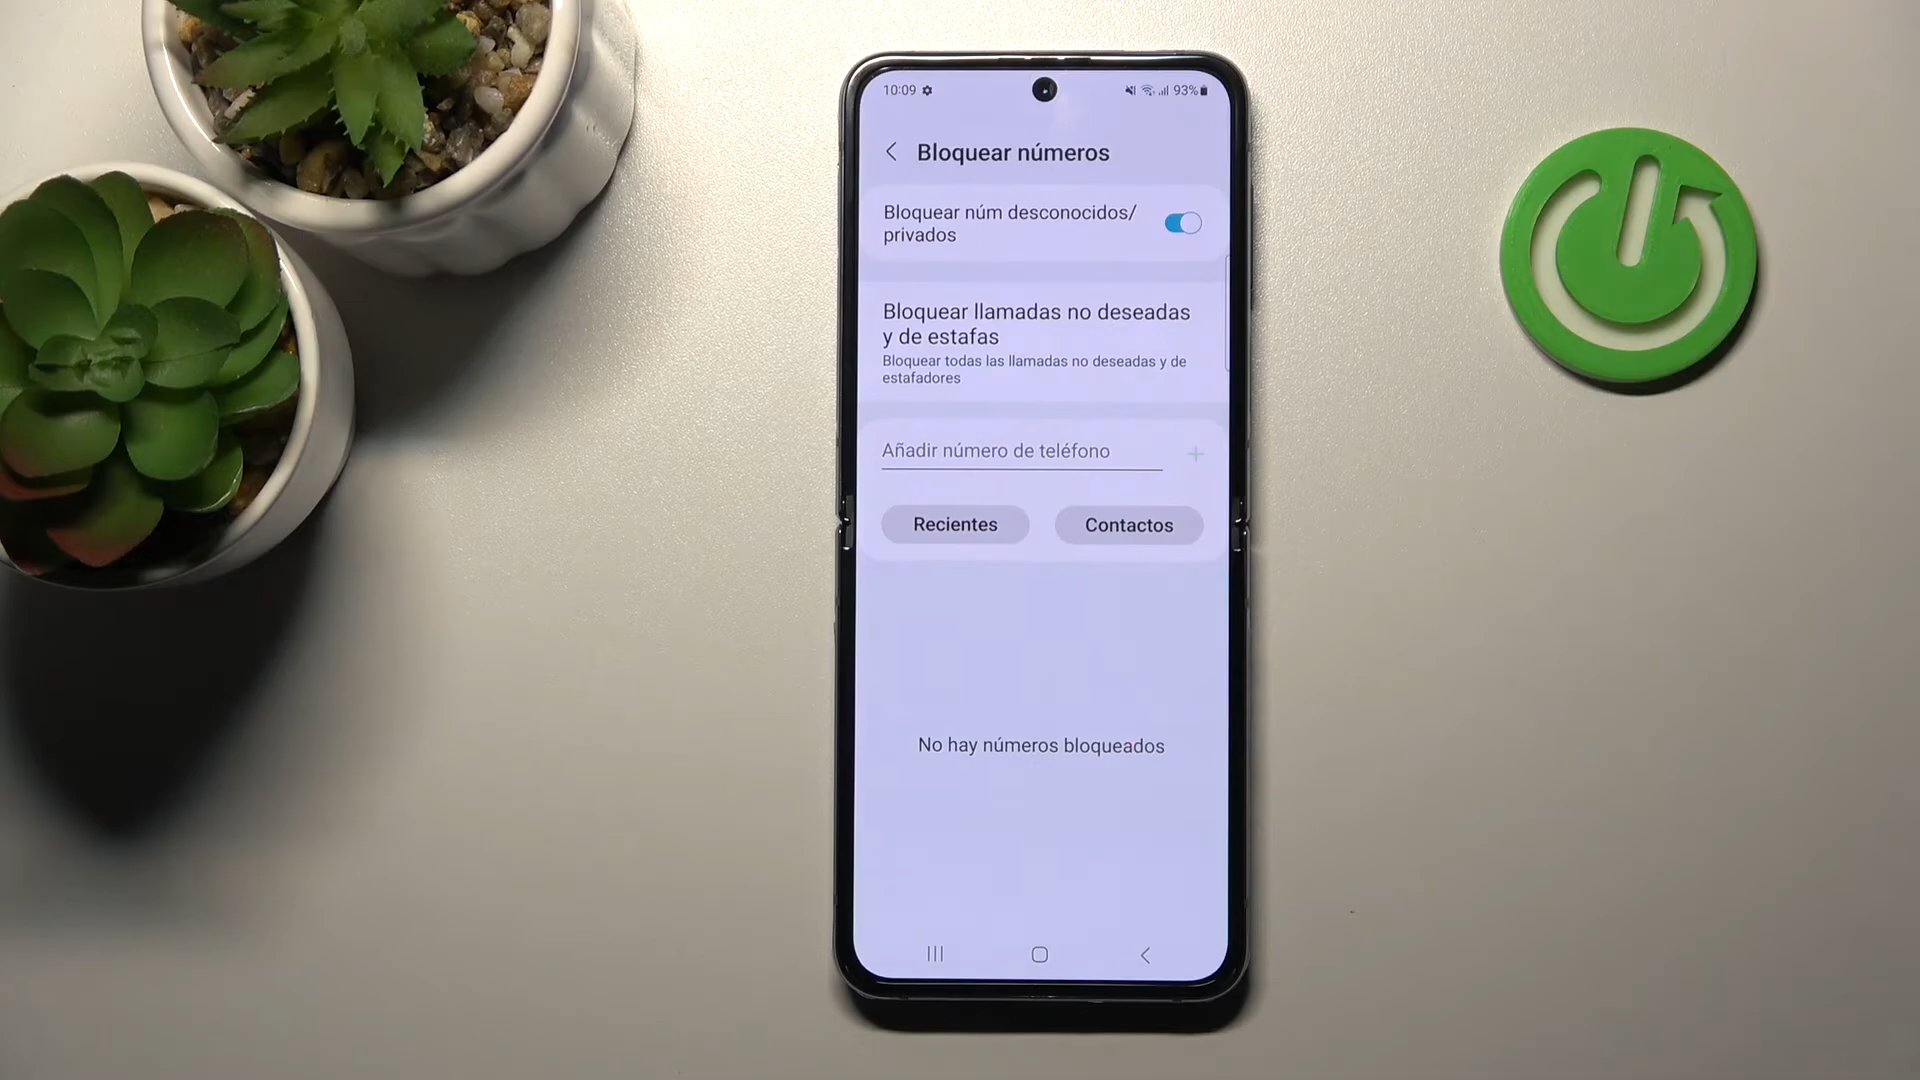 10:09
93%
Bloquear números
Bloquear núm desconocidos/
privados
Bloquear llamadas no deseadas
y de estafas
Bloquear todas las llamadas no deseadas y de
estafadores
Añadir número de teléfono
Recientes
Contactos
No hay números bloqueados